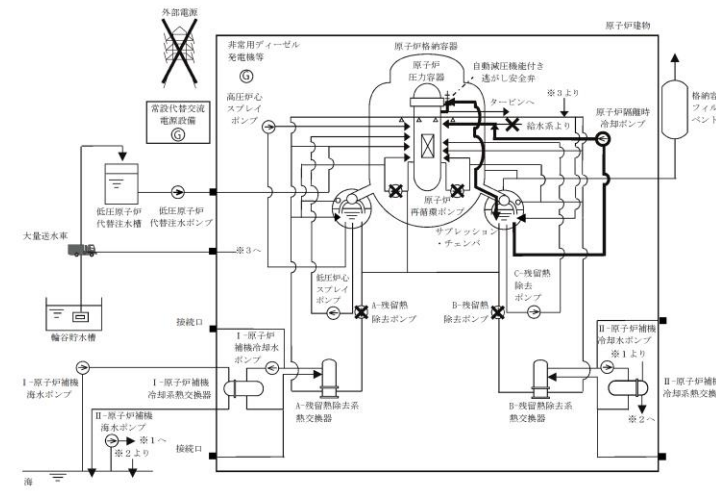 外部電源
原子炉建物
非常用ディーゼル
発電機等
G
常設代替交流
電源設備
G
高圧炉心
スプレイ
ポンプ
原子炉格納容器
原子炉
圧力容器
自動減圧機能付き
逃がし安全弁
タービンへ
※3より
給水系より
原子炉隔離時
冷却ポンプ
格納容
フィル
ベント
低圧原子炉
代替注水槽
低圧原子炉
代替注水ポンプ
原子炉
再循環ポンプ
サプレッション
・チェンバ
大量送水車
※3へ
低圧炉心
スプレイ
ポンプ
A-残留熱
除去ポンプ
B-残留熱
除去ポンプ
C-残留熱
除去
ポンプ
輪谷貯水槽
接続口
Ⅰ-原子炉補機
冷却水
ポンプ
Ⅱ-原子炉補機
冷却水ポンプ
※1より
Ⅰ-原子炉補機
海水ポンプ
Ⅰ-原子炉補機
冷却系熱交換器
Ⅱ-原子炉補機
冷却系熱交換器
Ⅱ-原子炉補機
海水ポンプ
※1へ
※2より
A-残留熱除去系
熱交換器
B-残留熱除去系
熱交換器
※2へ
接続口
海